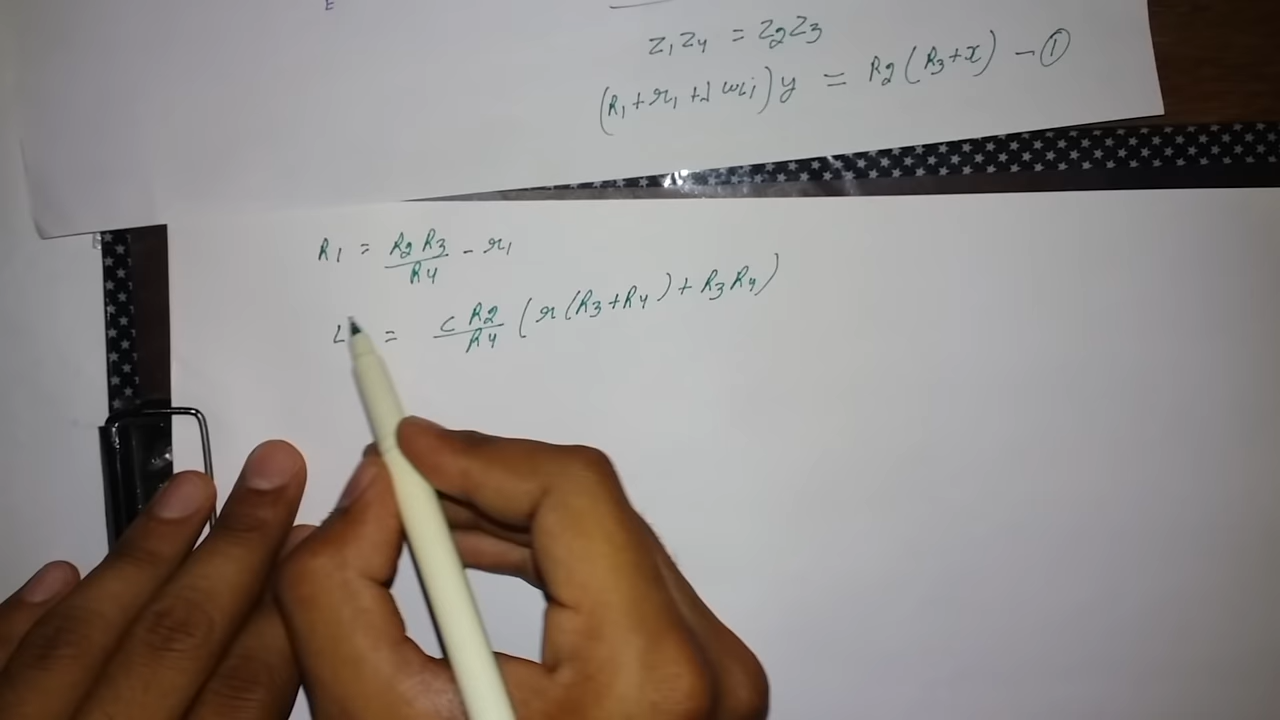 E
Z₁Z₄ = Z₂Z₃
(R₁ + r₁ + jωL₁)y = R₂(R₃+x) – ①
R₁ = R₂R₃/R₄ - r₁
L = CR₂/R₄ (r(R₃+R₄) + R₃R₄)